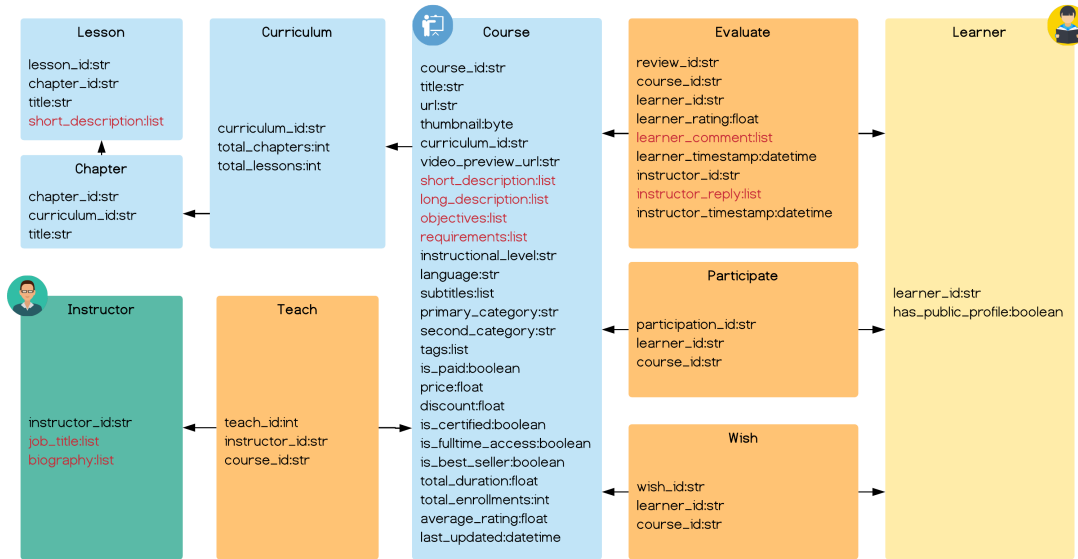 Lesson
lesson_id:str
chapter_id:str
title:str
short_description:list
Chapter
chapter_id:str
curriculum_id:str
title:str
Curriculum
curriculum_id:str
total_chapters:int
total_lessons:int
Course
course_id:str
title:str
url:str
thumbnail:byte
curriculum_id:str
video_preview_url:str
short_description:list
long_description:list
objectives:list
requirements:list
instructional_level:str
language:str
subtitles:list
primary_category:str
second_category:str
tags:list
is_paid:boolean
price:float
discount:float
is_certified:boolean
is_fulltime_access:boolean
is_best_seller:boolean
total_duration:float
total_enrollments:int
average_rating:float
last_updated:datetime
Evaluate
review_id:str
course_id:str
learner_id:str
learner_rating:float
learner_comment:list
learner_timestamp:datetime
instructor_id:str
instructor_reply:list
instructor_timestamp:datetime
Learner
learner_id:str
has_public_profile:boolean
Instructor
instructor_id:str
job_title:list
biography:list
Teach
teach_id:int
instructor_id:str
course_id:str
Participate
participation_id:str
learner_id:str
course_id:str
Wish
wish_id:str
learner_id:str
course_id:str